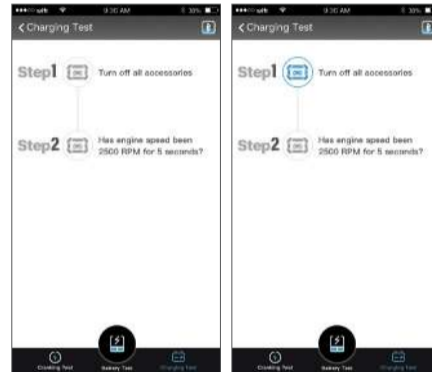 9:30 AM
39%
< Charging Test
Step1
Turn off all accessories
Step2
Has engine speed been
2500 RPM for 5 seconds?
Cranking Test
Battery Test
Charging Test
9:30 AM
39%
< Charging Test
Step1
Turn off all accessories
Step2
Has engine speed been
2500 RPM for 5 seconds?
Cranking Test
Battery Test
Charging Test